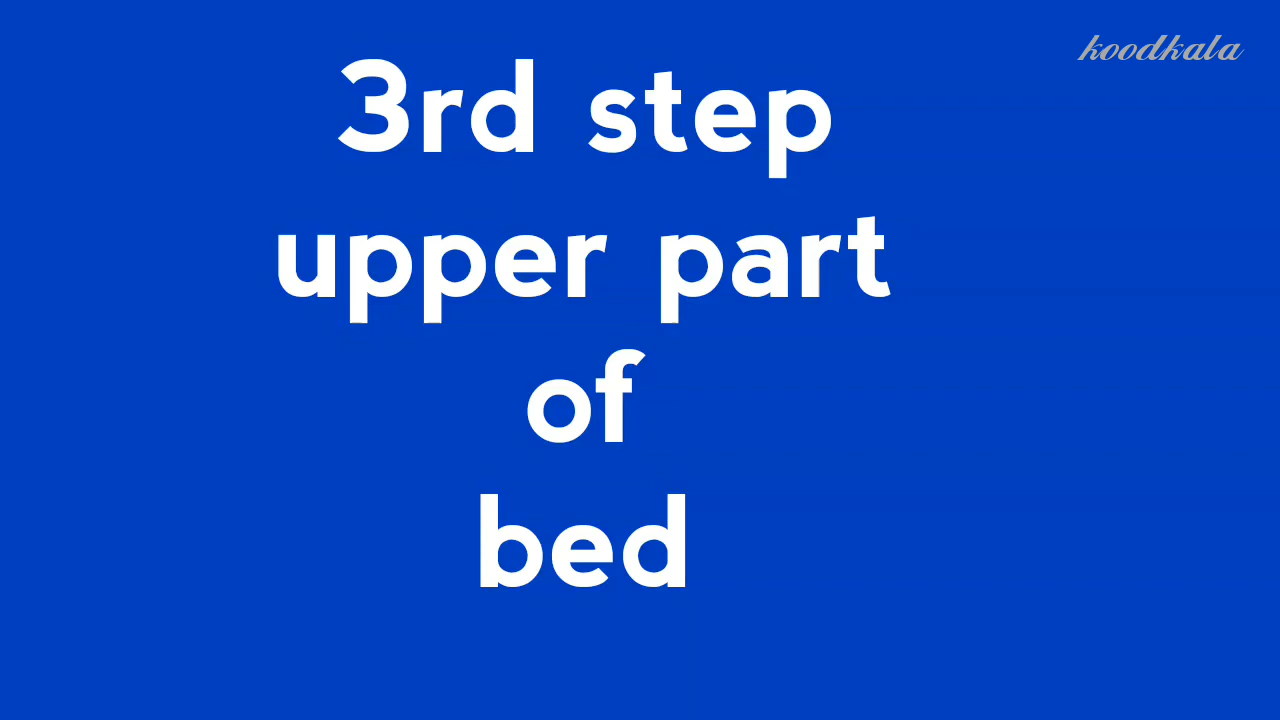 koodkala
3rd step
upper part
of
bed